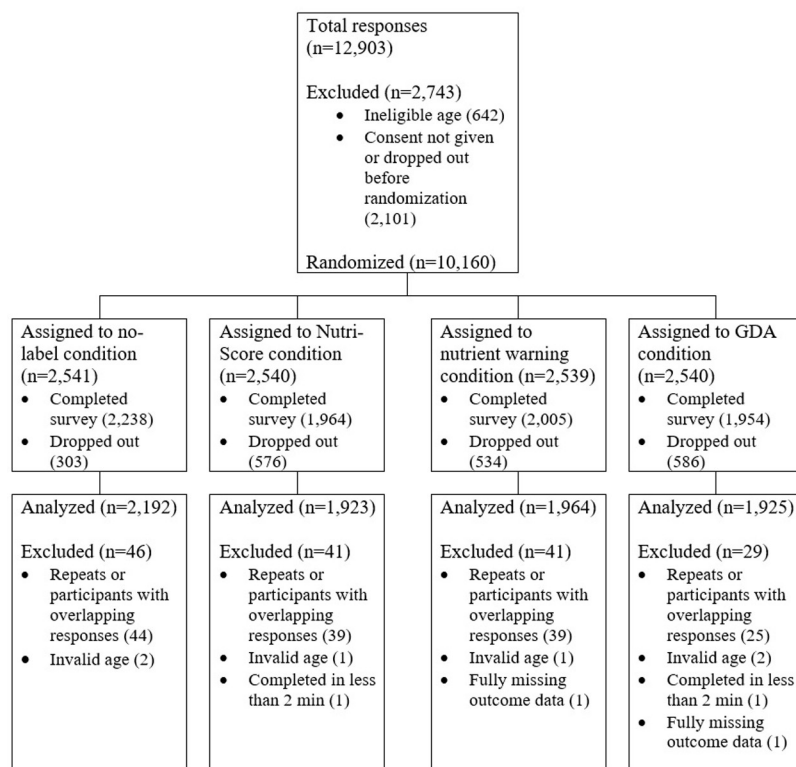 Total responses
(n=12,903)
Excluded (n=2,743)
• Ineligible age (642)
• Consent not given
or dropped out
before
randomization
(2,101)
Randomized (n=10,160)
Assigned to no-
label condition
(n=2,541)
• Completed
survey (2,238)
• Dropped out
(303)
Assigned to Nutri-
Score condition
(n=2,540)
• Completed
survey (1,964)
• Dropped out
(576)
Assigned to
nutrient warning
condition (n=2,539)
• Completed
survey (2,005)
• Dropped out
(534)
Assigned to GDA
condition
(n=2,540)
• Completed
survey (1,954)
• Dropped out
(586)
Analyzed (n=2,192)
Excluded (n=46)
• Repeats or
participants with
overlapping
responses (44)
• Invalid age (2)
Analyzed (n=1,923)
Excluded (n=41)
• Repeats or
participants with
overlapping
responses (39)
• Invalid age (1)
• Completed in less
than 2 min (1)
Analyzed (n=1,964)
Excluded (n=41)
• Repeats or
participants with
overlapping
responses (39)
• Invalid age (1)
• Fully missing
outcome data (1)
Analyzed (n=1,925)
Excluded (n=29)
• Repeats or
participants with
overlapping
responses (25)
• Invalid age (2)
• Completed in less
than 2 min (1)
• Fully missing
outcome data (1)